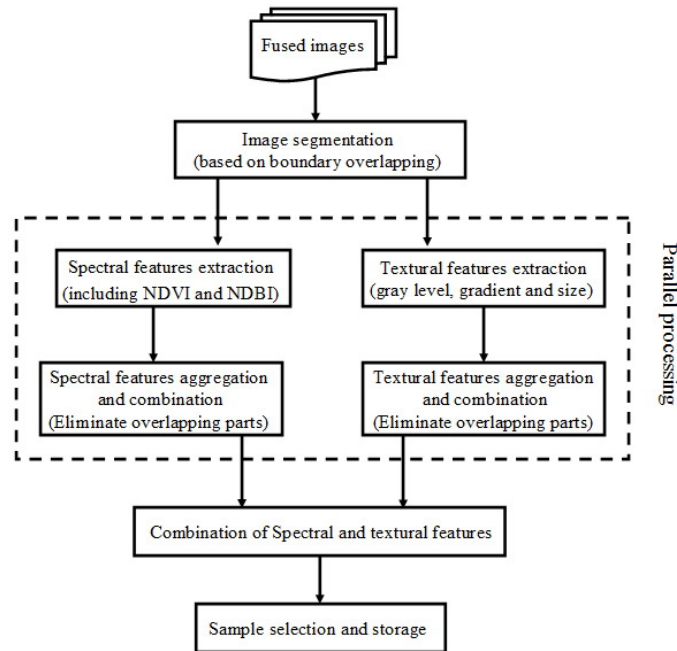 Fused images
Image segmentation
(based on boundary overlapping)
Spectral features extraction
(including NDVI and NDBI)
Textural features extraction
(gray level, gradient and size)
Spectral features aggregation
and combination
(Eliminate overlapping parts)
Textural features aggregation
and combination
(Eliminate overlapping parts)
Parallel processing
Combination of Spectral and textural features
Sample selection and storage